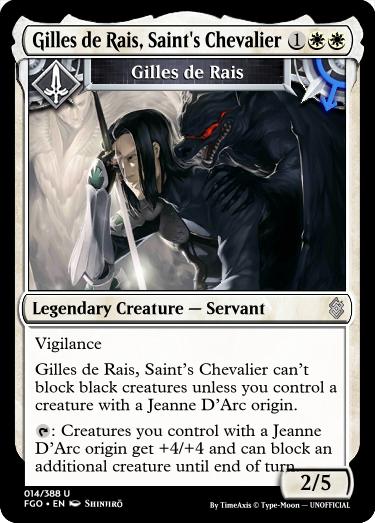 Gilles de Rais, Saint's Chevalier 1
Gilles de Rais
Legendary Creature — Servant
Vigilance
Gilles de Rais, Saint’s Chevalier can’t
block black creatures unless you control a
creature with a Jeanne D’Arc origin.
: Creatures you control with a Jeanne
D’Arc origin get +4/+4 and can block an
additional creature until end of turn.
2/5
014/388 U
FGO • EN SHINJIRŌ
By TimeAxis © Type-Moon — UNOFFICIAL